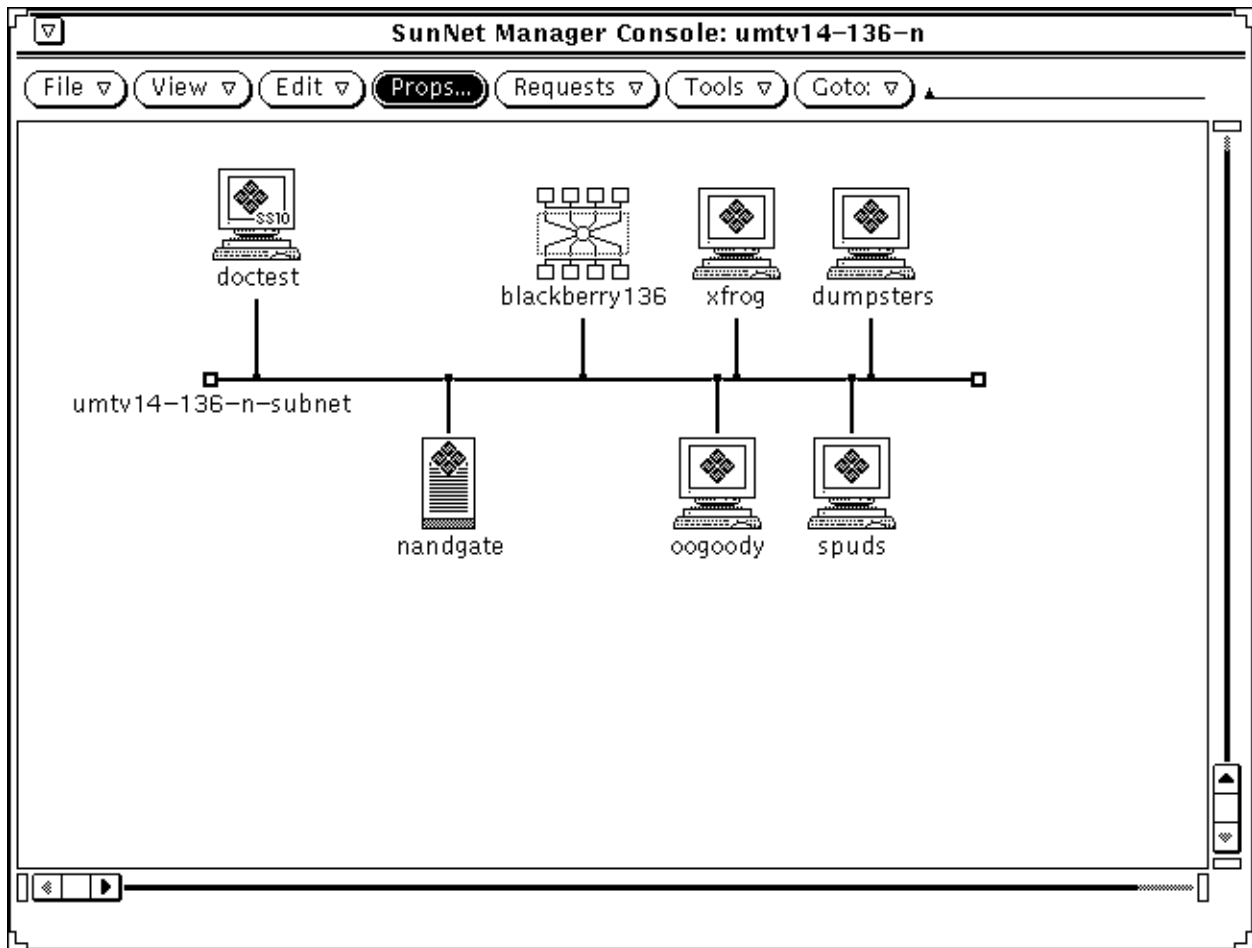 SunNet Manager Console: umtv14-136-n
File View Edit Props... Requests Tools Goto:
SS10
doctest
blackberry136 xfrog dumpsters
umtv14-136-n-subnet
nandgate oogoody spuds